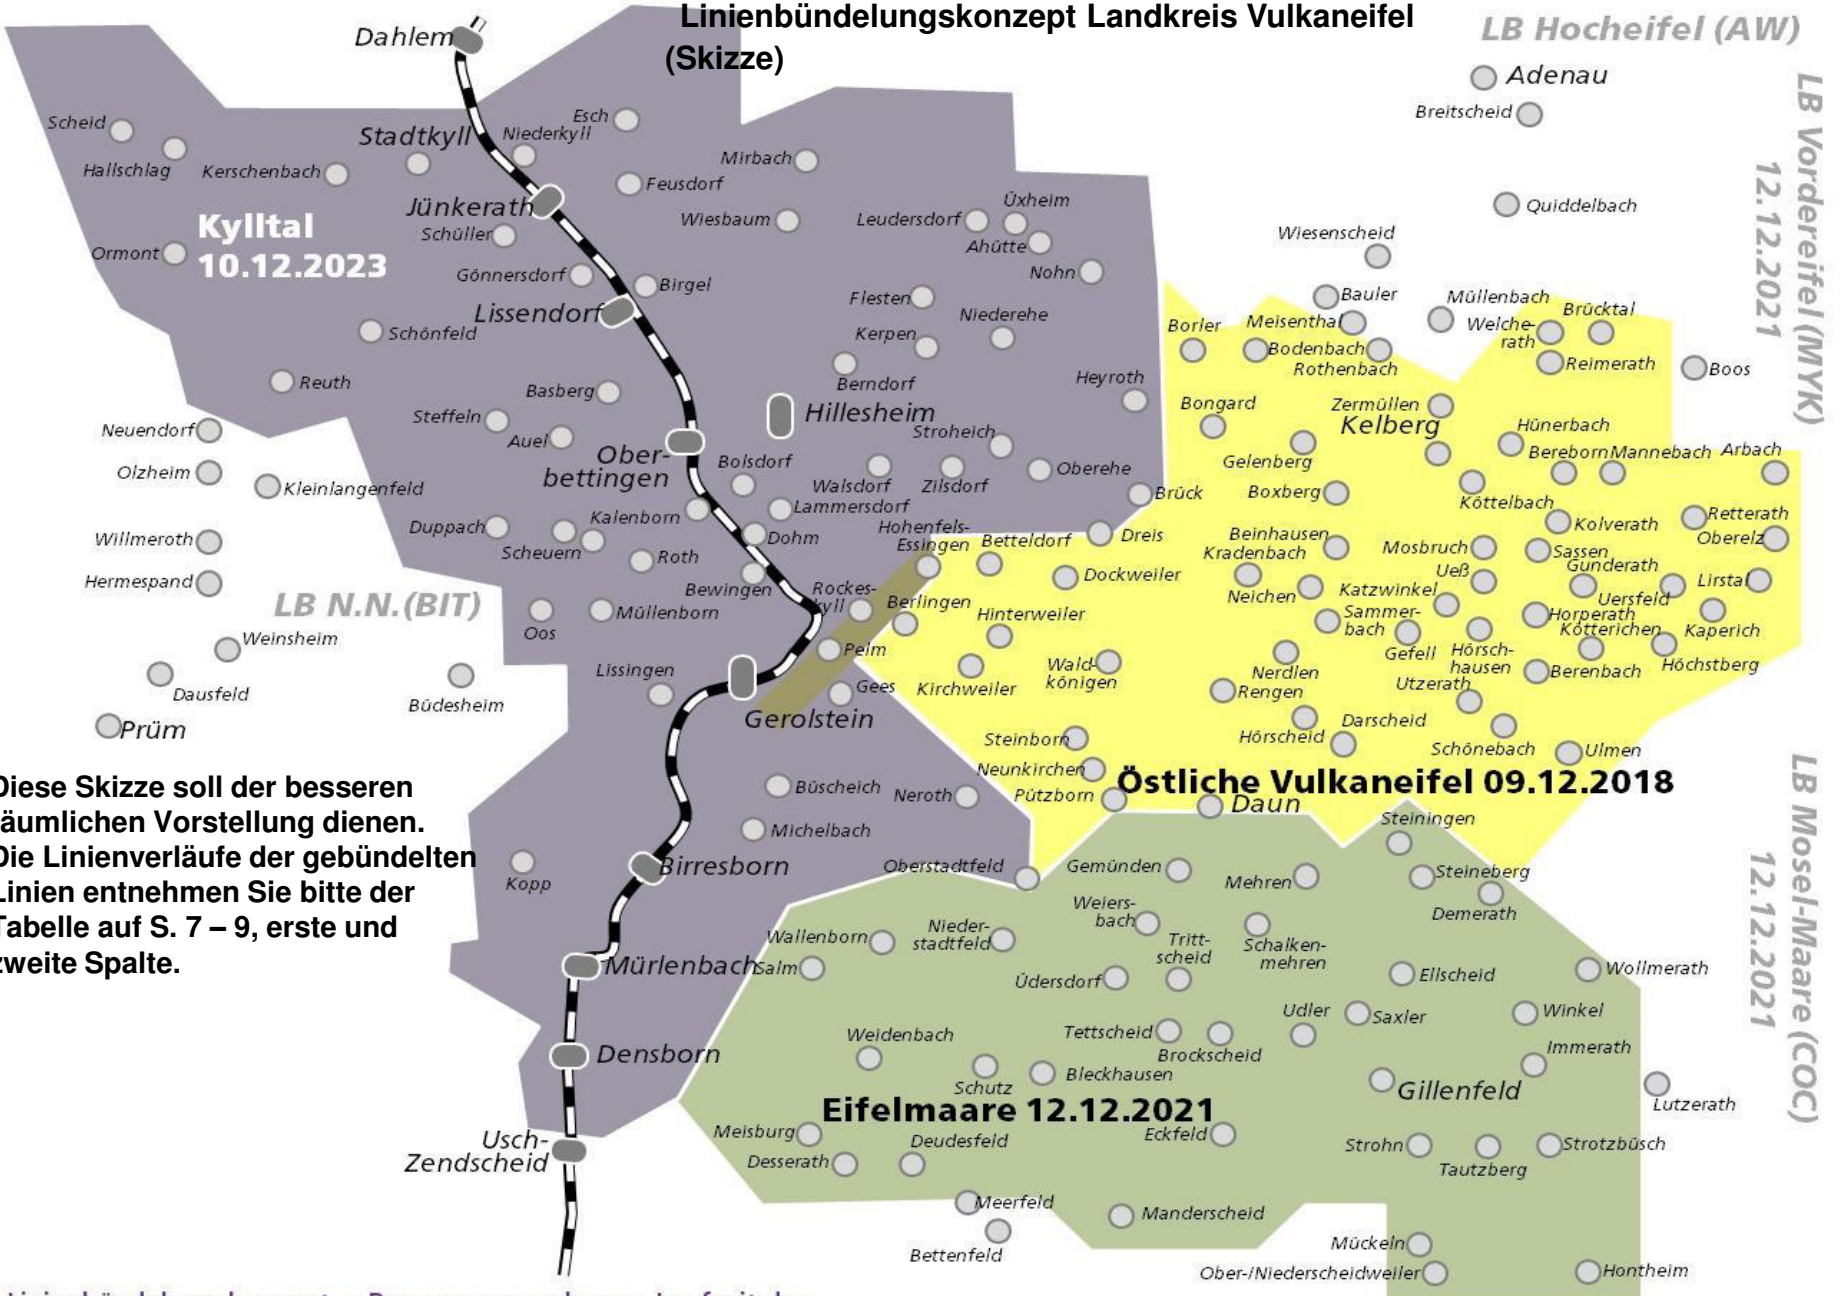 Linienbündelungskonzept Landkreis Vulkaneifel
(Skizze)
LB Hocheifel (AW)
LB Vordereifel (MYK)
12.12.2021
LB Mosel-Maare (COC)
12.12.2021
LB N.N.(BIT)
Kylltal
10.12.2023
Östliche Vulkaneifel 09.12.2018
Eifelmaare 12.12.2021
Dahlem
Scheid
Hallschlag
Kerschenbach
Stadtkyll
Niederkyll
Esch
Feusdorf
Mirbach
Wiesbaum
Jünkerath
Schüller
Ormont
Gönnersdorf
Birgel
Lissendorf
Schönfeld
Reuth
Leudersdorf
Üxheim
Ahütte
Nohn
Flesten
Niederehe
Kerpen
Berndorf
Heyroth
Basberg
Steffeln
Auel
Ober-
bettingen
Hillesheim
Stroheich
Bolsdorf
Walsdorf
Zilsdorf
Oberehe
Brück
Lammersdorf
Kalenborn
Duppach
Scheuern
Roth
Dohm
Hohenfels-
Essingen
Betteldorf
Dreis
Bewingen
Rockes-
kyll
Berlingen
Dockweiler
Hinterweiler
Oos
Müllenborn
Pelm
Lissingen
Gees
Gerolstein
Kirchweiler
Wald-
königen
Neuendorf
Olzheim
Kleinlangenfeld
Willmeroth
Hermespand
Weinsheim
Dausfeld
Büdesheim
Prüm
Adenau
Breitscheid
Quiddelbach
Wiesenscheid
Bauler
Müllenbach
Brücktal
Borler
Meisenthal
Welche-
rath
Bodenbach
Rothenbach
Reimerath
Boos
Bongard
Zermüllen
Kelberg
Hünerbach
Gelenberg
Bereborn
Mannebach
Arbach
Boxberg
Köttelbach
Kolverath
Retterath
Oberelz
Beinhausen
Kradenbach
Mosbruch
Sassen
Ueß
Gunderath
Lirstal
Neichen
Katzwinkel
Uersfeld
Sammer-
bach
Horperath
Kötterichen
Kaperich
Gefell
Hörsch-
hausen
Höchstberg
Nerdlen
Berenbach
Rengen
Utzerath
Darscheid
Hörscheid
Schönebach
Ulmen
Steinborn
Neunkirchen
Pützborn
Daun
Büscheich
Neroth
Michelbach
Birresborn
Kopp
Mürlenbach
Densborn
Usch-
Zendscheid
Oberstadtfeld
Gemünden
Mehren
Steiningen
Steineberg
Demerath
Weiers-
bach
Nieder-
stadtfeld
Wallenborn
Salm
Tritt-
scheid
Schalken-
mehren
Üdersdorf
Ellscheid
Wollmerath
Udler
Saxler
Winkel
Weidenbach
Tettscheid
Brockscheid
Immerath
Schutz
Bleckhausen
Gillenfeld
Lutzerath
Meisburg
Deudesfeld
Eckfeld
Desserath
Strohn
Tautzberg
Strotzbüsch
Meerfeld
Manderscheid
Bettenfeld
Mückeln
Ober-/Niederscheidweiler
Hontheim
Diese Skizze soll der besseren
räumlichen Vorstellung dienen.
Die Linienverläufe der gebündelten
Linien entnehmen Sie bitte der
Tabelle auf S. 7 – 9, erste und
zweite Spalte.